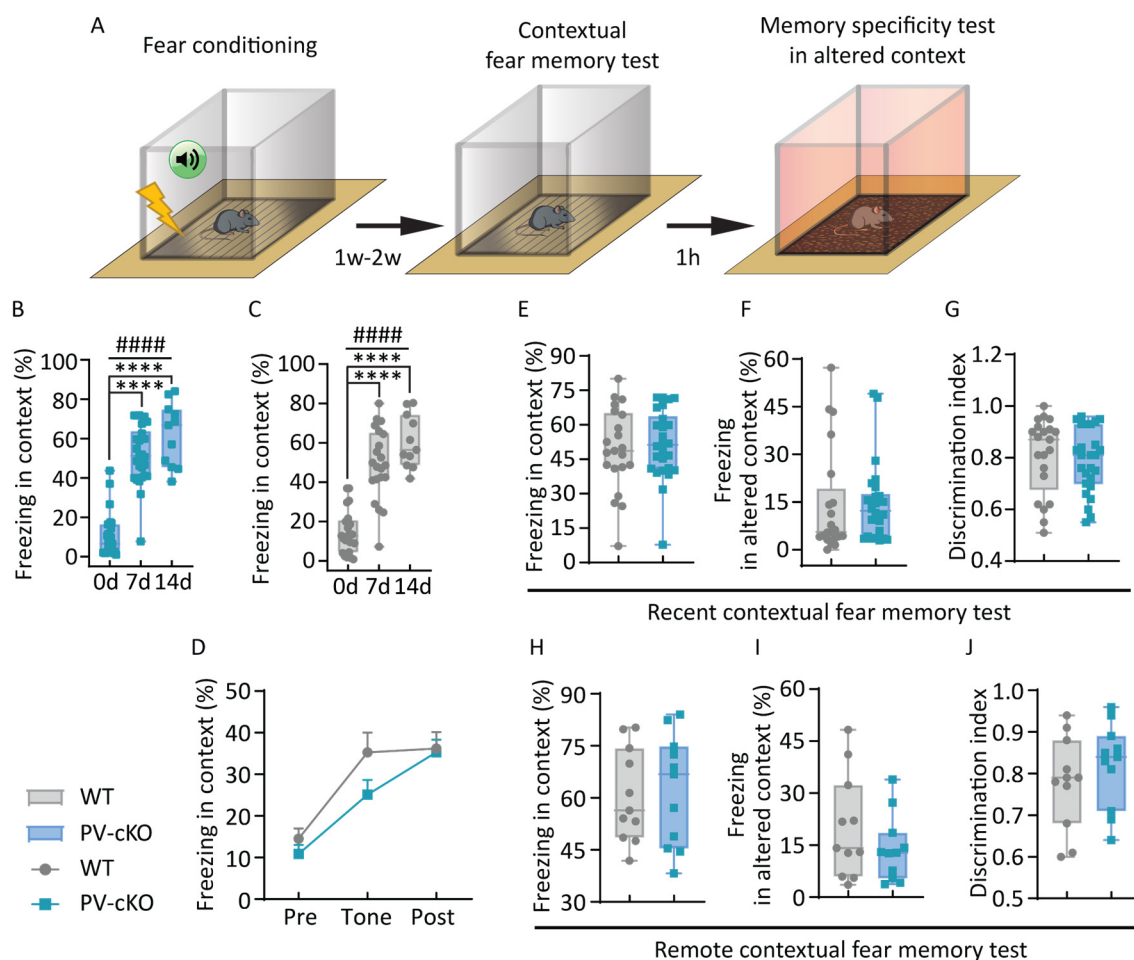 A
Fear conditioning
Contextual
fear memory test
Memory specificity test
in altered context
1w-2w
1h
B
Freezing in context (%)
100
80
60
40
20
0
####
****
****
0d 7d 14d
C
Freezing in context (%)
100
80
60
40
20
0
####
****
****
0d 7d 14d
E
Freezing in context (%)
90
75
60
45
30
15
0
F
Freezing
in altered context (%)
60
45
30
15
0
G
Discrimination index
1.2
1.0
0.8
0.6
0.4
Recent contextual fear memory test
D
Freezing in context (%)
50
40
30
20
10
0
Pre Tone Post
WT
PV-cKO
WT
PV-cKO
H
Freezing in context (%)
90
75
60
45
30
I
Freezing
in altered context (%)
60
45
30
15
0
J
Discrimination index
1.0
0.9
0.8
0.7
0.6
0.5
Remote contextual fear memory test